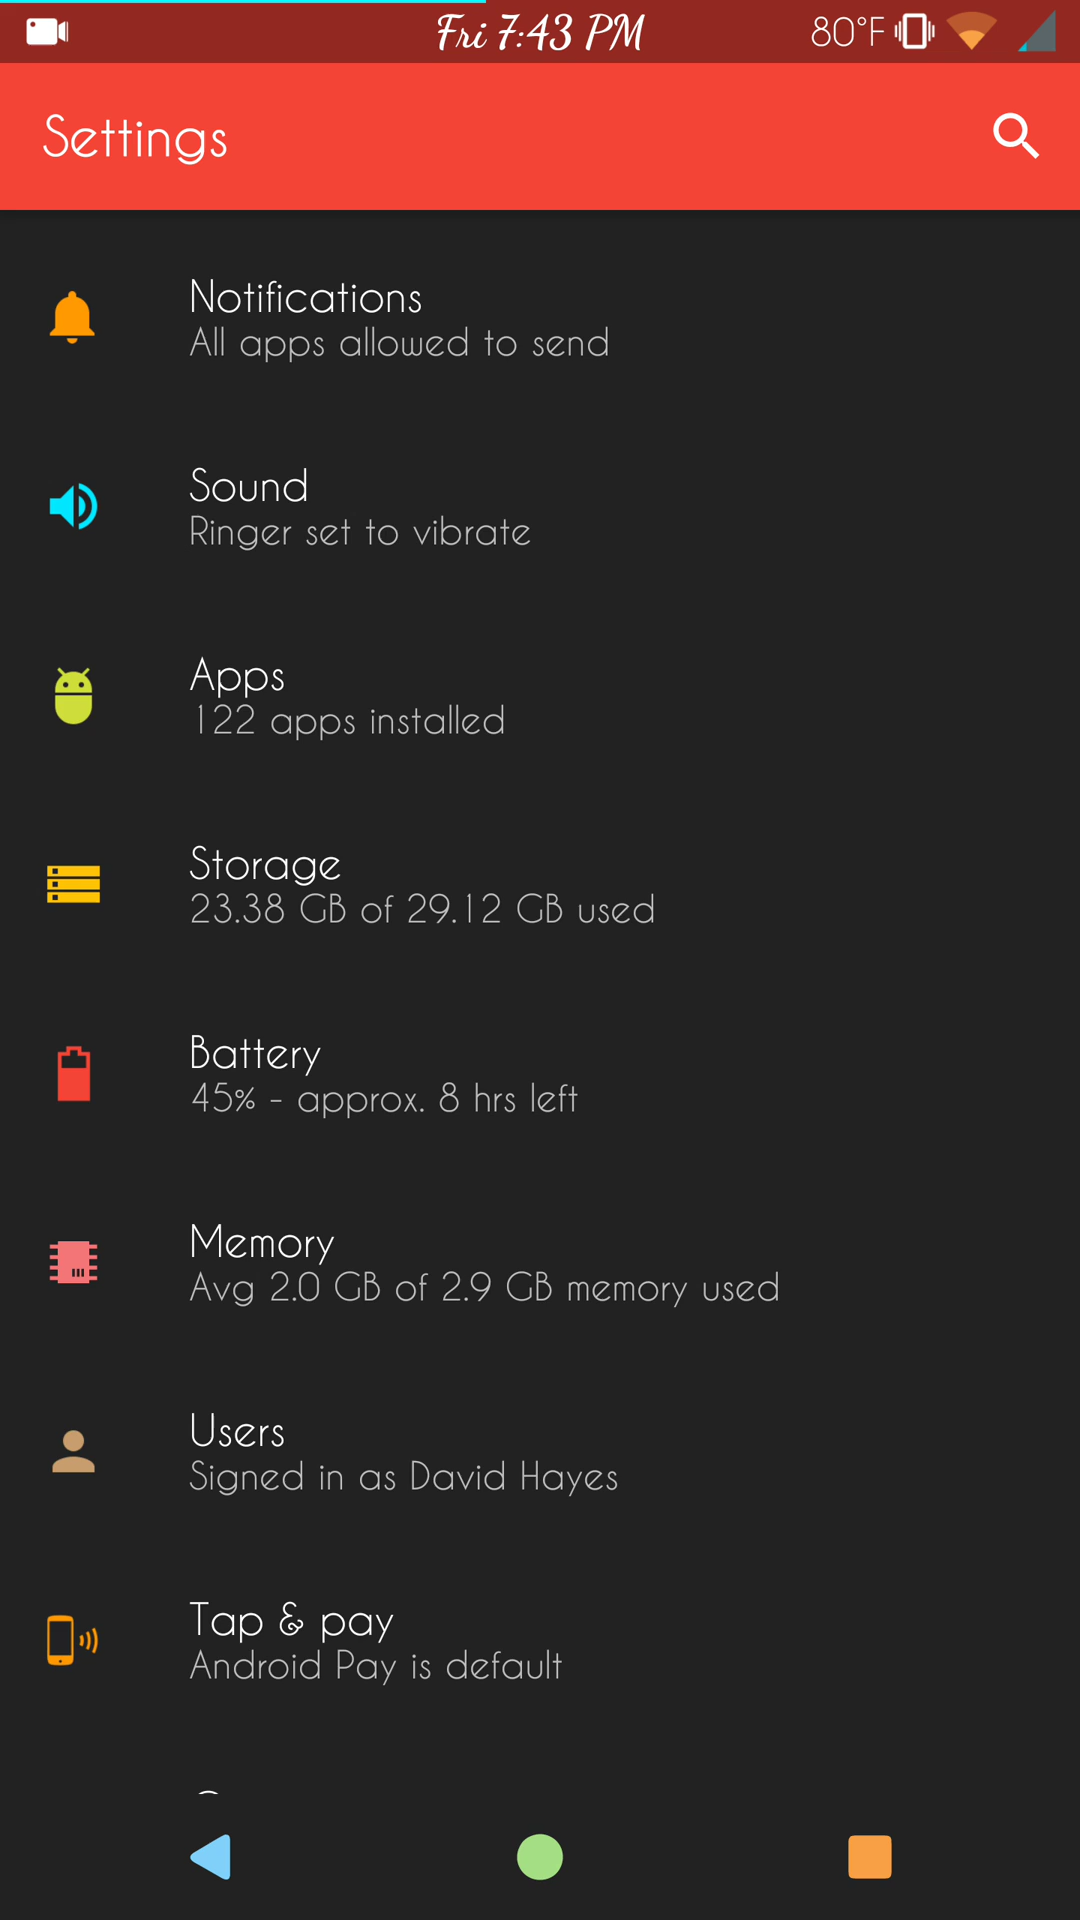 Fri 7:43 PM 80°F
Settings
Notifications
All apps allowed to send
Sound
Ringer set to vibrate
Apps
122 apps installed
Storage
23.38 GB of 29.12 GB used
Battery
45% - approx. 8 hrs left
Memory
Avg 2.0 GB of 2.9 GB memory used
Users
Signed in as David Hayes
Tap & pay
Android Pay is default